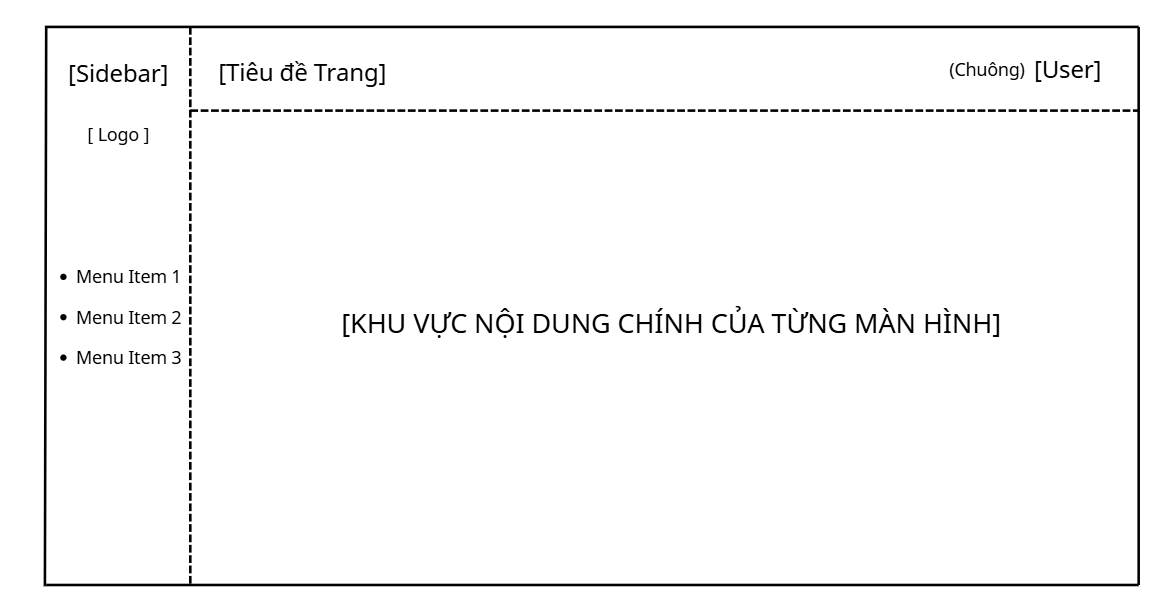 [Sidebar]
[Tiêu đề Trang]
(Chuông) [User]
[ Logo ]
• Menu Item 1
• Menu Item 2
• Menu Item 3
[KHU VỰC NỘI DUNG CHÍNH CỦA TỪNG MÀN HÌNH]